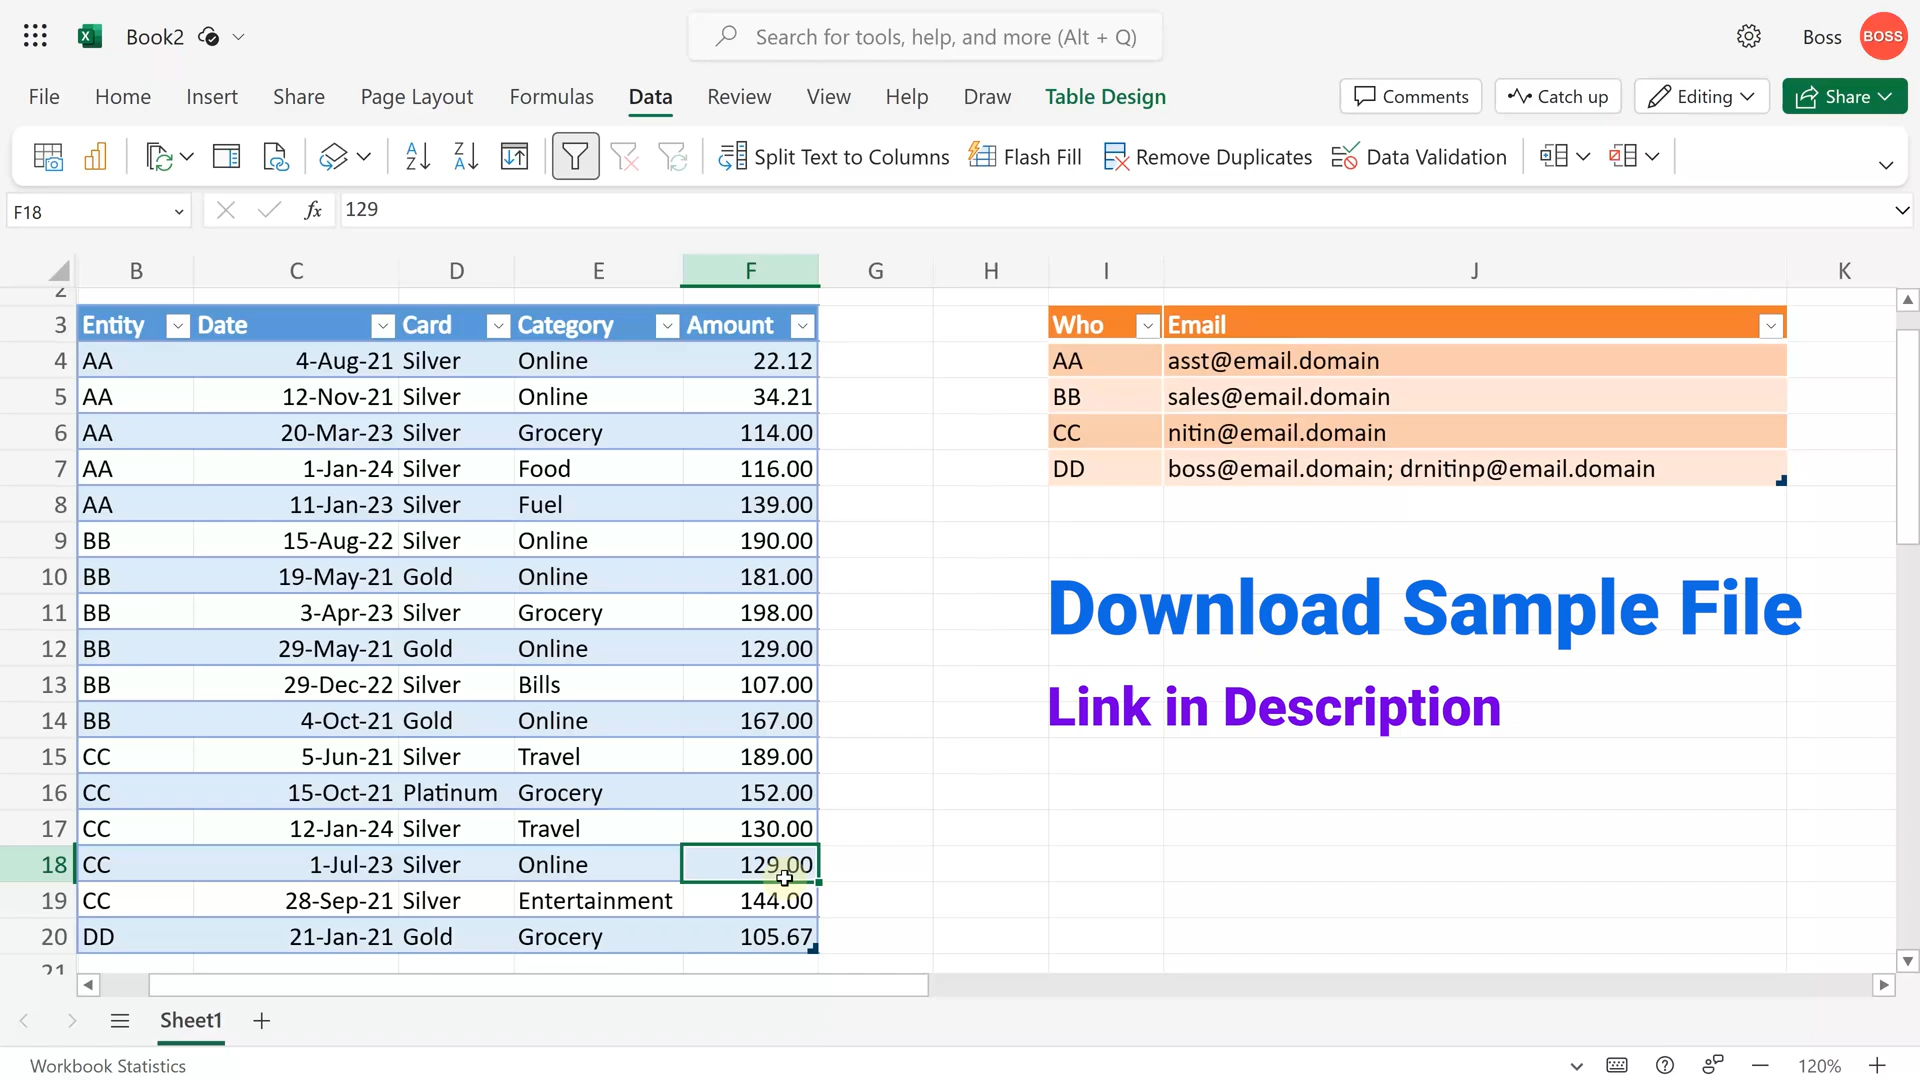 Book2
Search for tools, help, and more (Alt + Q)
Boss
BOSS
File Home Insert Share Page Layout Formulas Data Review View Help Draw Table Design
Comments Catch up Editing Share
Split Text to Columns Flash Fill Remove Duplicates Data Validation
F18 fx 129
B C D E F G H I J K
2
3 Entity Date Card Category Amount Who Email
4 AA 4-Aug-21 Silver Online 22.12 AA asst@email.domain
5 AA 12-Nov-21 Silver Online 34.21 BB sales@email.domain
6 AA 20-Mar-23 Silver Grocery 114.00 CC nitin@email.domain
7 AA 1-Jan-24 Silver Food 116.00 DD boss@email.domain; drnitinp@email.domain
8 AA 11-Jan-23 Silver Fuel 139.00
9 BB 15-Aug-22 Silver Online 190.00
10 BB 19-May-21 Gold Online 181.00
11 BB 3-Apr-23 Silver Grocery 198.00
12 BB 29-May-21 Gold Online 129.00
13 BB 29-Dec-22 Silver Bills 107.00
14 BB 4-Oct-21 Gold Online 167.00
15 CC 5-Jun-21 Silver Travel 189.00
16 CC 15-Oct-21 Platinum Grocery 152.00
17 CC 12-Jan-24 Silver Travel 130.00
18 CC 1-Jul-23 Silver Online 129.00
19 CC 28-Sep-21 Silver Entertainment 144.00
20 DD 21-Jan-21 Gold Grocery 105.67
21
Download Sample File
Link in Description
Sheet1
Workbook Statistics
120%